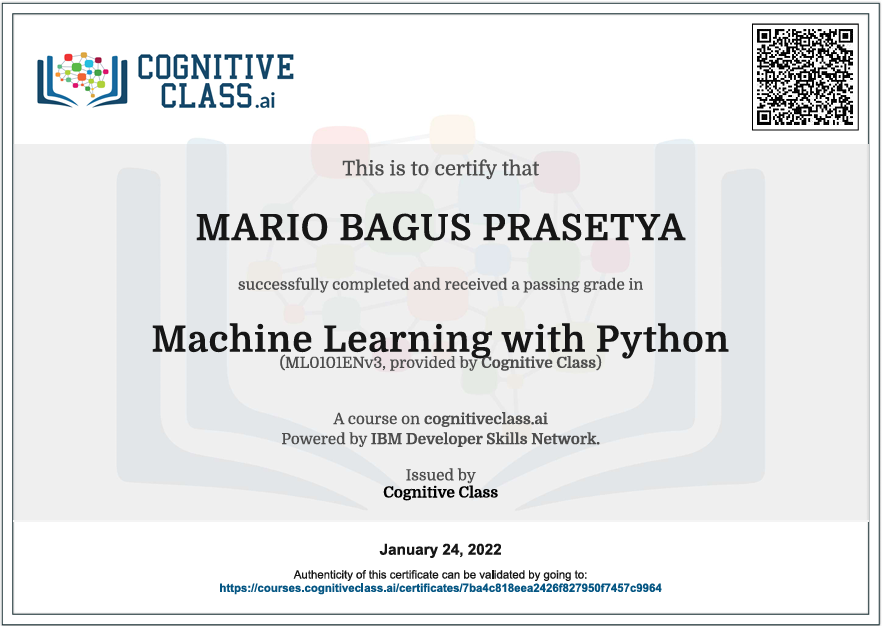 COGNITIVE
CLASS.ai
This is to certify that
MARIO BAGUS PRASETYA
successfully completed and received a passing grade in
Machine Learning with Python
(ML0101ENv3, provided by Cognitive Class)
A course on cognitiveclass.ai
Powered by IBM Developer Skills Network.
Issued by
Cognitive Class
January 24, 2022
Authenticity of this certificate can be validated by going to:
https://courses.cognitiveclass.ai/certificates/7ba4c818eea2426f827950f7457c9964